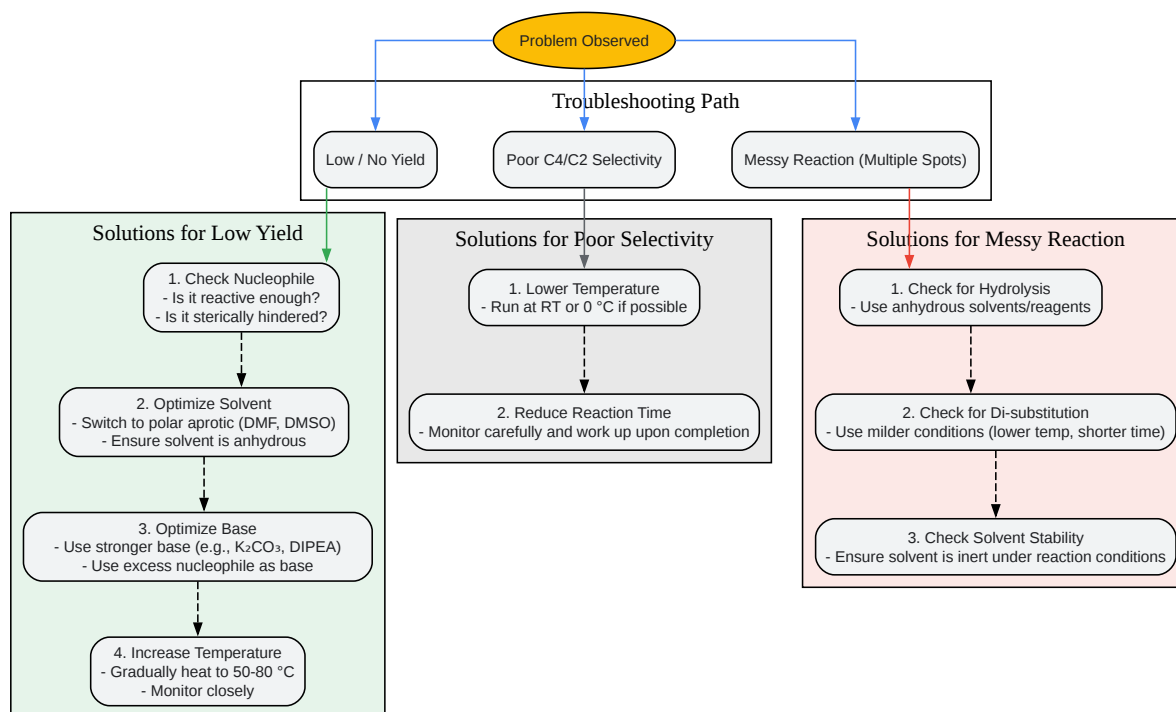 Problem Observed
Troubleshooting Path
Low / No Yield
Poor C4/C2 Selectivity
Messy Reaction (Multiple Spots)
Solutions for Low Yield
1. Check Nucleophile
- Is it reactive enough?
- Is it sterically hindered?
2. Optimize Solvent
- Switch to polar aprotic (DMF, DMSO)
- Ensure solvent is anhydrous
3. Optimize Base
- Use stronger base (e.g., K₂CO₃, DIPEA)
- Use excess nucleophile as base
4. Increase Temperature
- Gradually heat to 50-80 °C
- Monitor closely
Solutions for Poor Selectivity
1. Lower Temperature
- Run at RT or 0 °C if possible
2. Reduce Reaction Time
- Monitor carefully and work up upon completion
Solutions for Messy Reaction
1. Check for Hydrolysis
- Use anhydrous solvents/reagents
2. Check for Di-substitution
- Use milder conditions (lower temp, shorter time)
3. Check Solvent Stability
- Ensure solvent is inert under reaction conditions